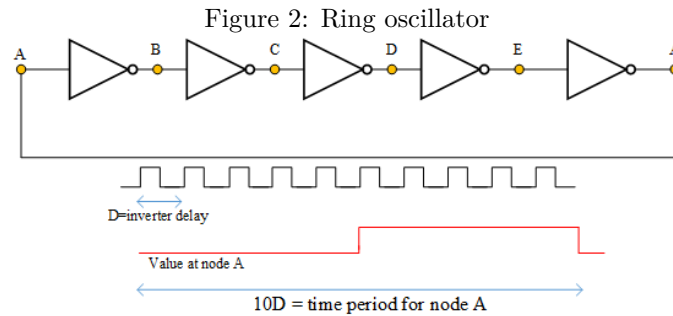 Figure 2: Ring oscillator
A B C D E
D=inverter delay
Value at node A
10D = time period for node A